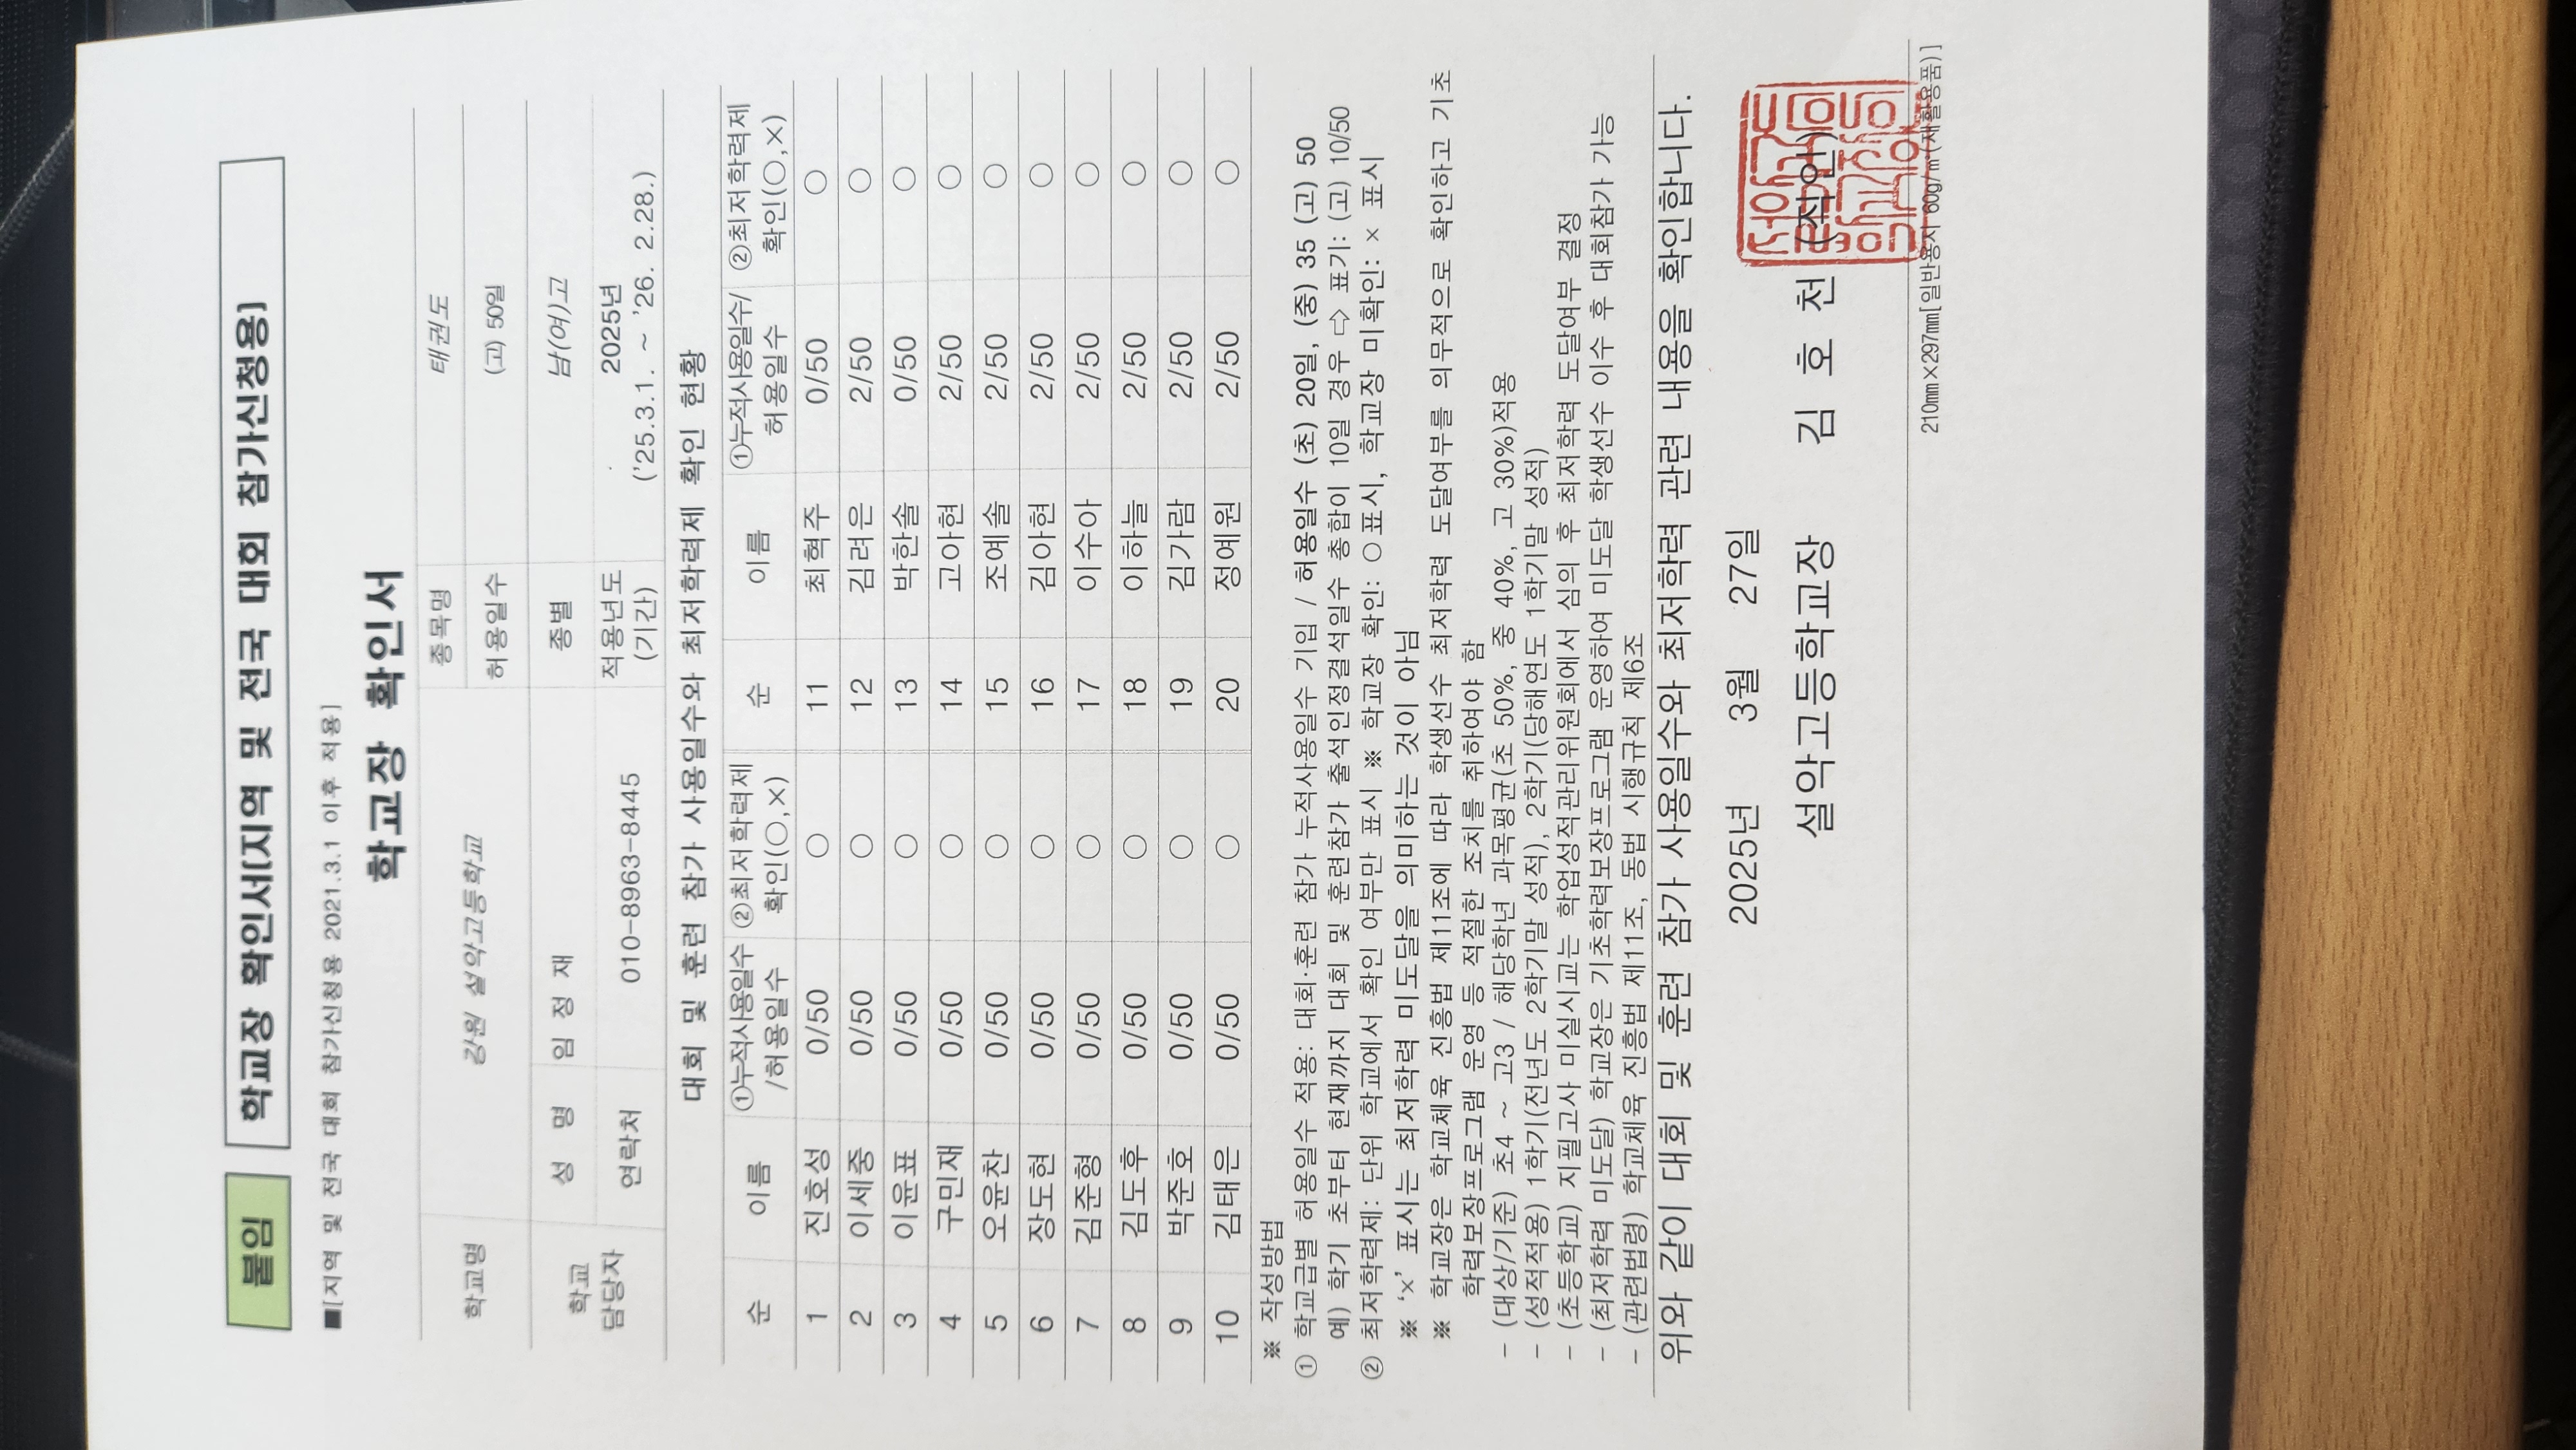 붙임 학교장 확인서[지역 및 전국 대회 참가신청용]
■[지역 및 전국 대회 참가신청용 2021.3.1 이후 적용]
학교장 확인서
학교명 강원 설악고등학교 종목명 태권도
허용일수 (고) 50일
학교 담당자 성 명 임 정 재 종별 남(여)고
연락처 010-8963-8445 적용년도 (기간) 2025년 ('25.3.1. ~ '26. 2.28.)
대회 및 훈련 참가 사용일수와 최저학력제 확인 현황
순 이름 ①누적사용일수/허용일수 ②최저학력제 확인(○,×) 순 이름 ①누적사용일수/허용일수 ②최저학력제 확인(○,×)
1 진호성 0/50 ○ 11 최혁주 0/50 ○
2 이세중 0/50 ○ 12 김려은 2/50 ○
3 이윤표 0/50 ○ 13 박한솔 0/50 ○
4 구민재 0/50 ○ 14 고아현 2/50 ○
5 오윤찬 0/50 ○ 15 조예솔 2/50 ○
6 장도현 0/50 ○ 16 김아현 2/50 ○
7 김준형 0/50 ○ 17 이수아 2/50 ○
8 김도후 0/50 ○ 18 이하늘 2/50 ○
9 박준호 0/50 ○ 19 김가람 2/50 ○
10 김태은 0/50 ○ 20 정예원 2/50 ○
※ 작성방법
① 학교급별 허용일수 적용: 대회·훈련 참가 누적사용일수 기입 / 허용일수 (초) 20일, (중) 35 (고) 50
예) 학기 초부터 현재까지 대회 및 훈련참가 출석인정결석일수 총합이 10일 경우 ⇨ 표기: (고) 10/50
② 최저학력제: 단위 학교에서 확인 여부만 표시 ※ 학교장 확인: ○표시, 학교장 미확인: × 표시
※ '×' 표시는 최저학력 미도달을 의미하는 것이 아님
※ 학교장은 학교체육 진흥법 제11조에 따라 학생선수 최저학력 도달여부를 의무적으로 확인하고 기초
학력보장프로그램 운영 등 적절한 조치를 취하여야 함
- (대상/기준) 초4 ~ 고3 / 해당학년 과목평균(초 50%, 중 40%, 고 30%)적용
- (성적적용) 1학기(전년도 2학기말 성적), 2학기(당해연도 1학기말 성적)
- (초등학교) 지필고사 미실시교는 학업성적관리위원회에서 심의 후 최저학력 도달여부 결정
- (최저학력 미도달) 학교장은 기초학력보장프로그램 운영하여 미도달 학생선수 이수 후 대회참가 가능
- (관련법령) 학교체육 진흥법 제11조, 동법 시행규칙 제6조
위와 같이 대회 및 훈련 참가 사용일수와 최저학력 관련 내용을 확인합니다.
2025년 3월 27일
설악고등학교장 김 호 천 (직인)
210㎜×297㎜[일반용지 60g/㎡(재활용품)]